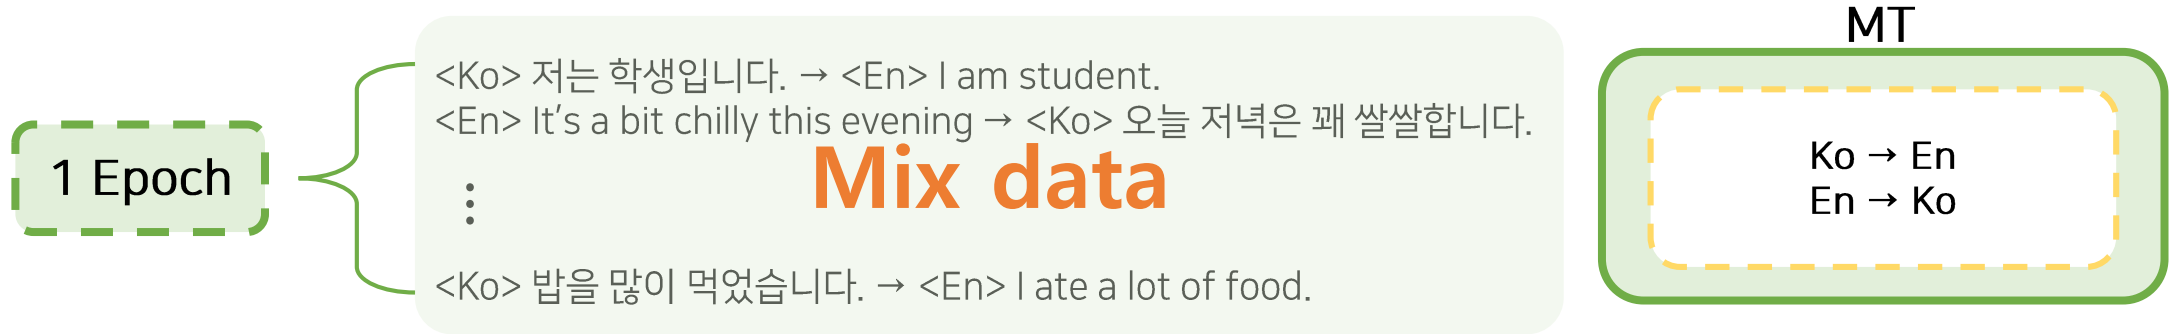 MT
<Ko> 저는 학생입니다. → <En> I am student.
<En> It's a bit chilly this evening → <Ko> 오늘 저녁은 꽤 쌀쌀합니다.
Mix data
⋮
<Ko> 밥을 많이 먹었습니다. → <En> I ate a lot of food.
1 Epoch
Ko → En
En → Ko